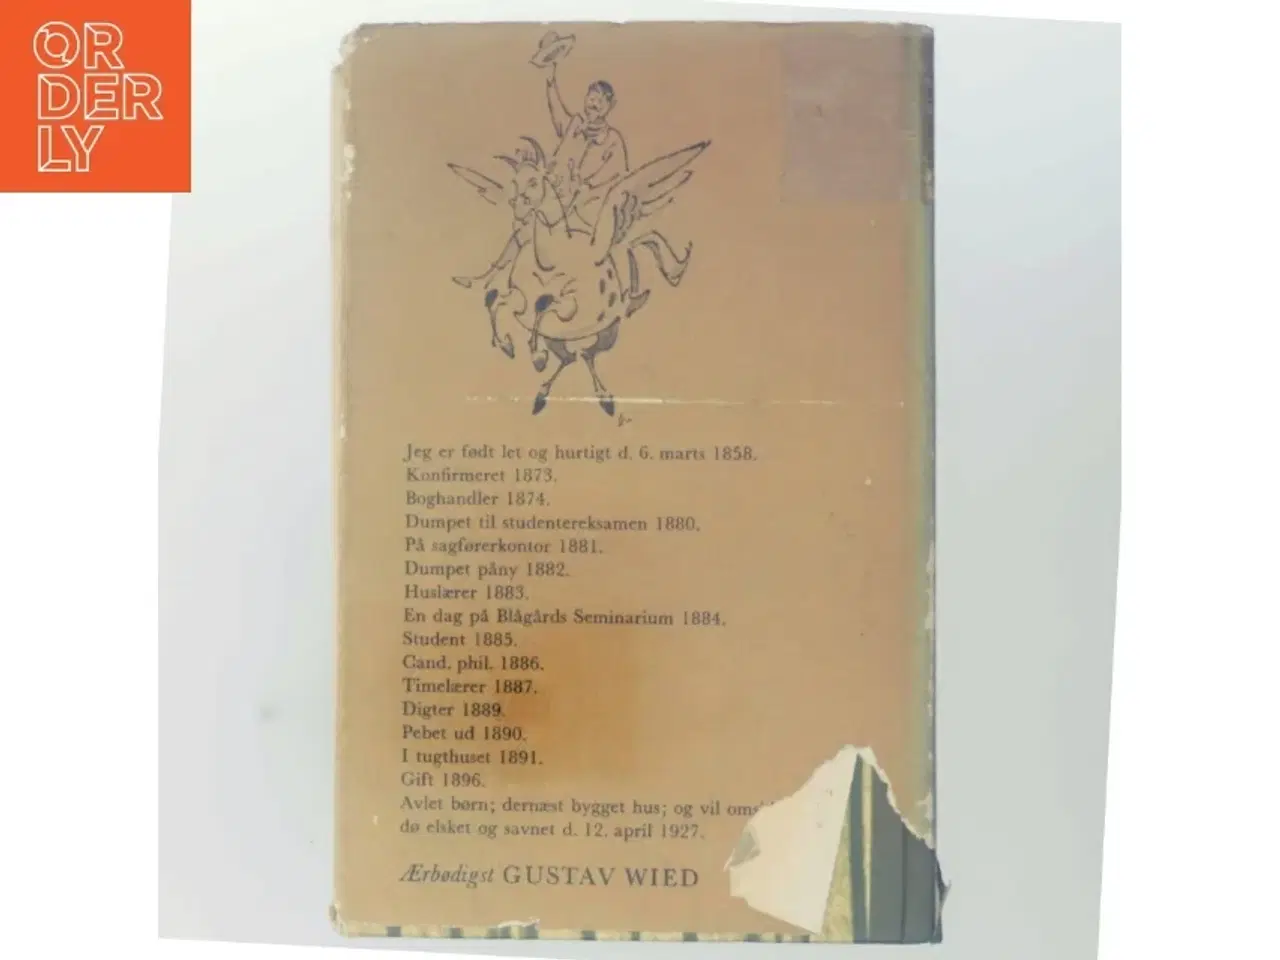 ORDERLY
Jeg er født let og hurtigt d. 6. marts 1858.
Konfirmeret 1873.
Boghandler 1874.
Dumpet til studentereksamen 1880.
På sagførerkontor 1881.
Dumpet påny 1882.
Huslærer 1883.
En dag på Blågårds Seminarium 1884.
Student 1885.
Cand. phil. 1886.
Timelærer 1887.
Digter 1889.
Pebet ud 1890.
I tugthuset 1891.
Gift 1896.
Avlet børn; dernæst bygget hus; og vil
dø elsket og savnet d. 12. april 1927.
Ærbødigst GUSTAV WIED